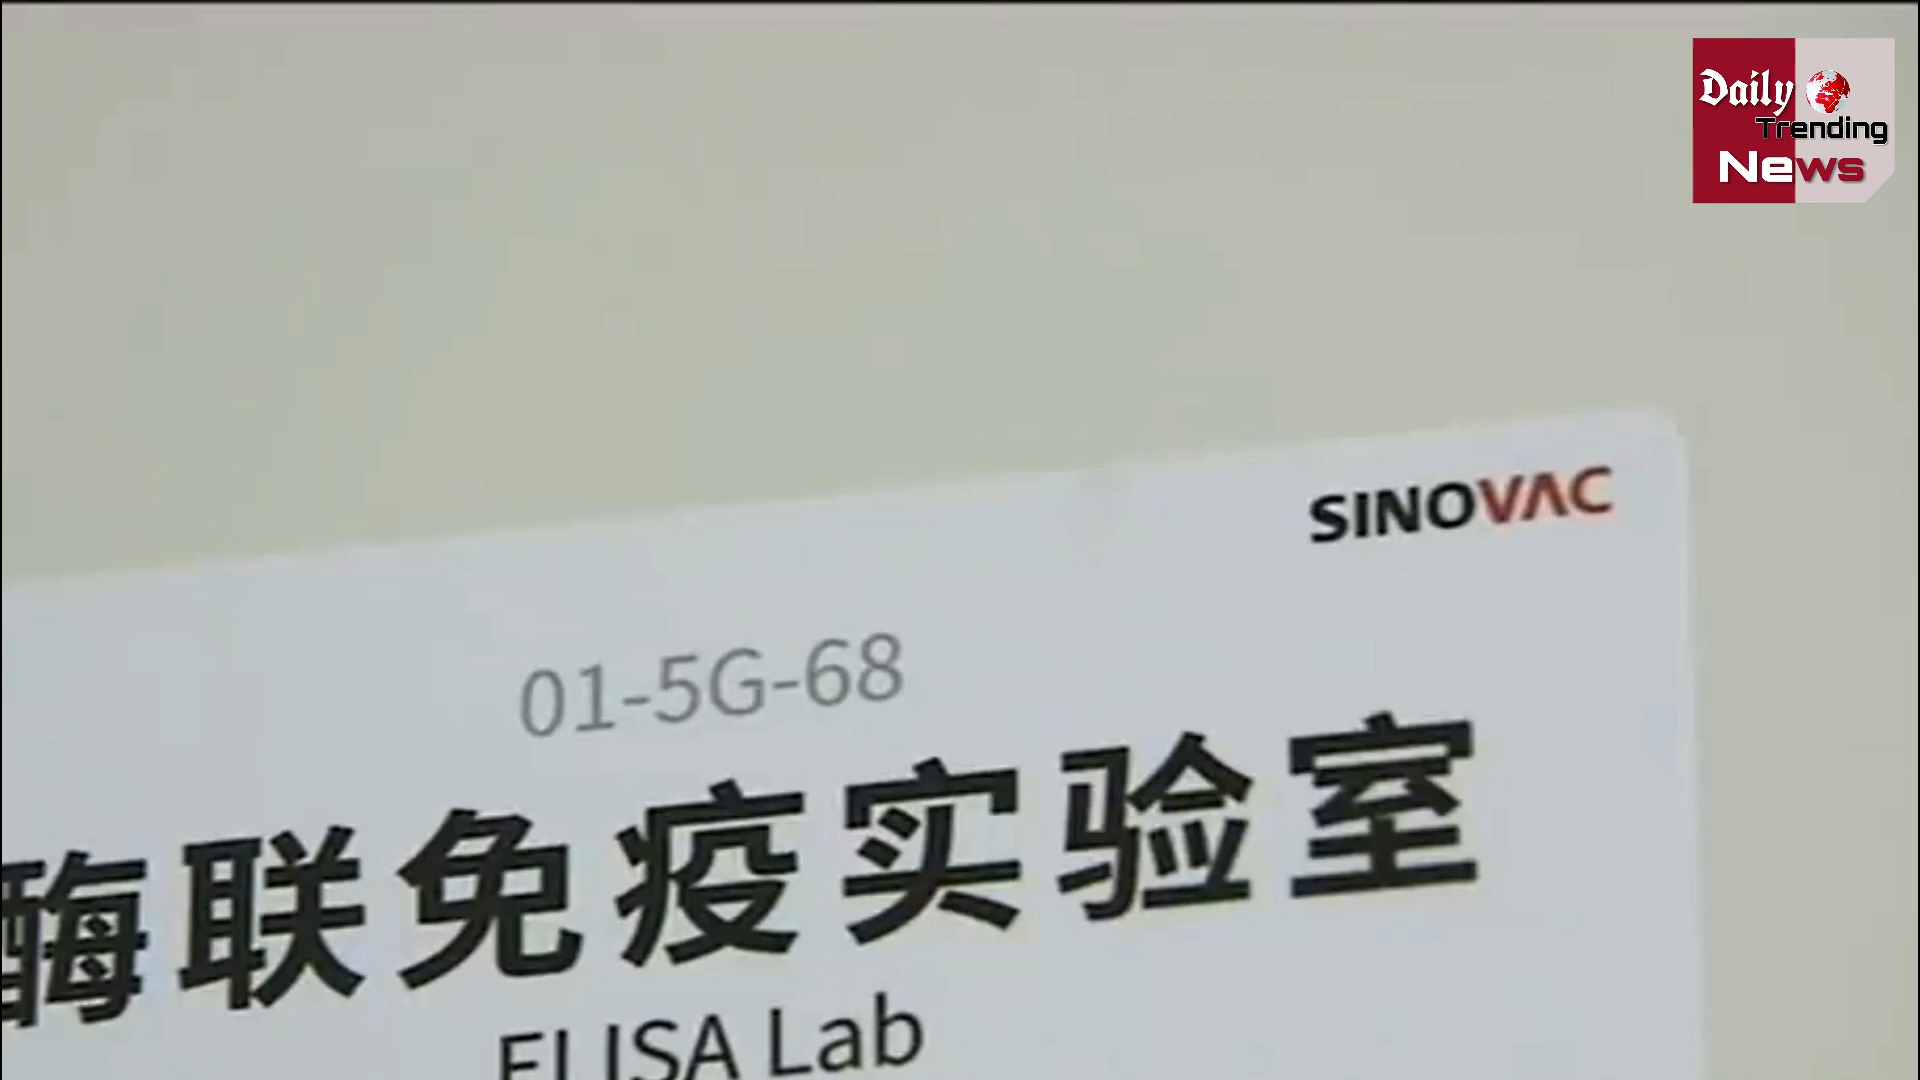 Daily
Trending
News
SINOVAC
01-5G-68
酶联免疫实验室
ELISA Lab